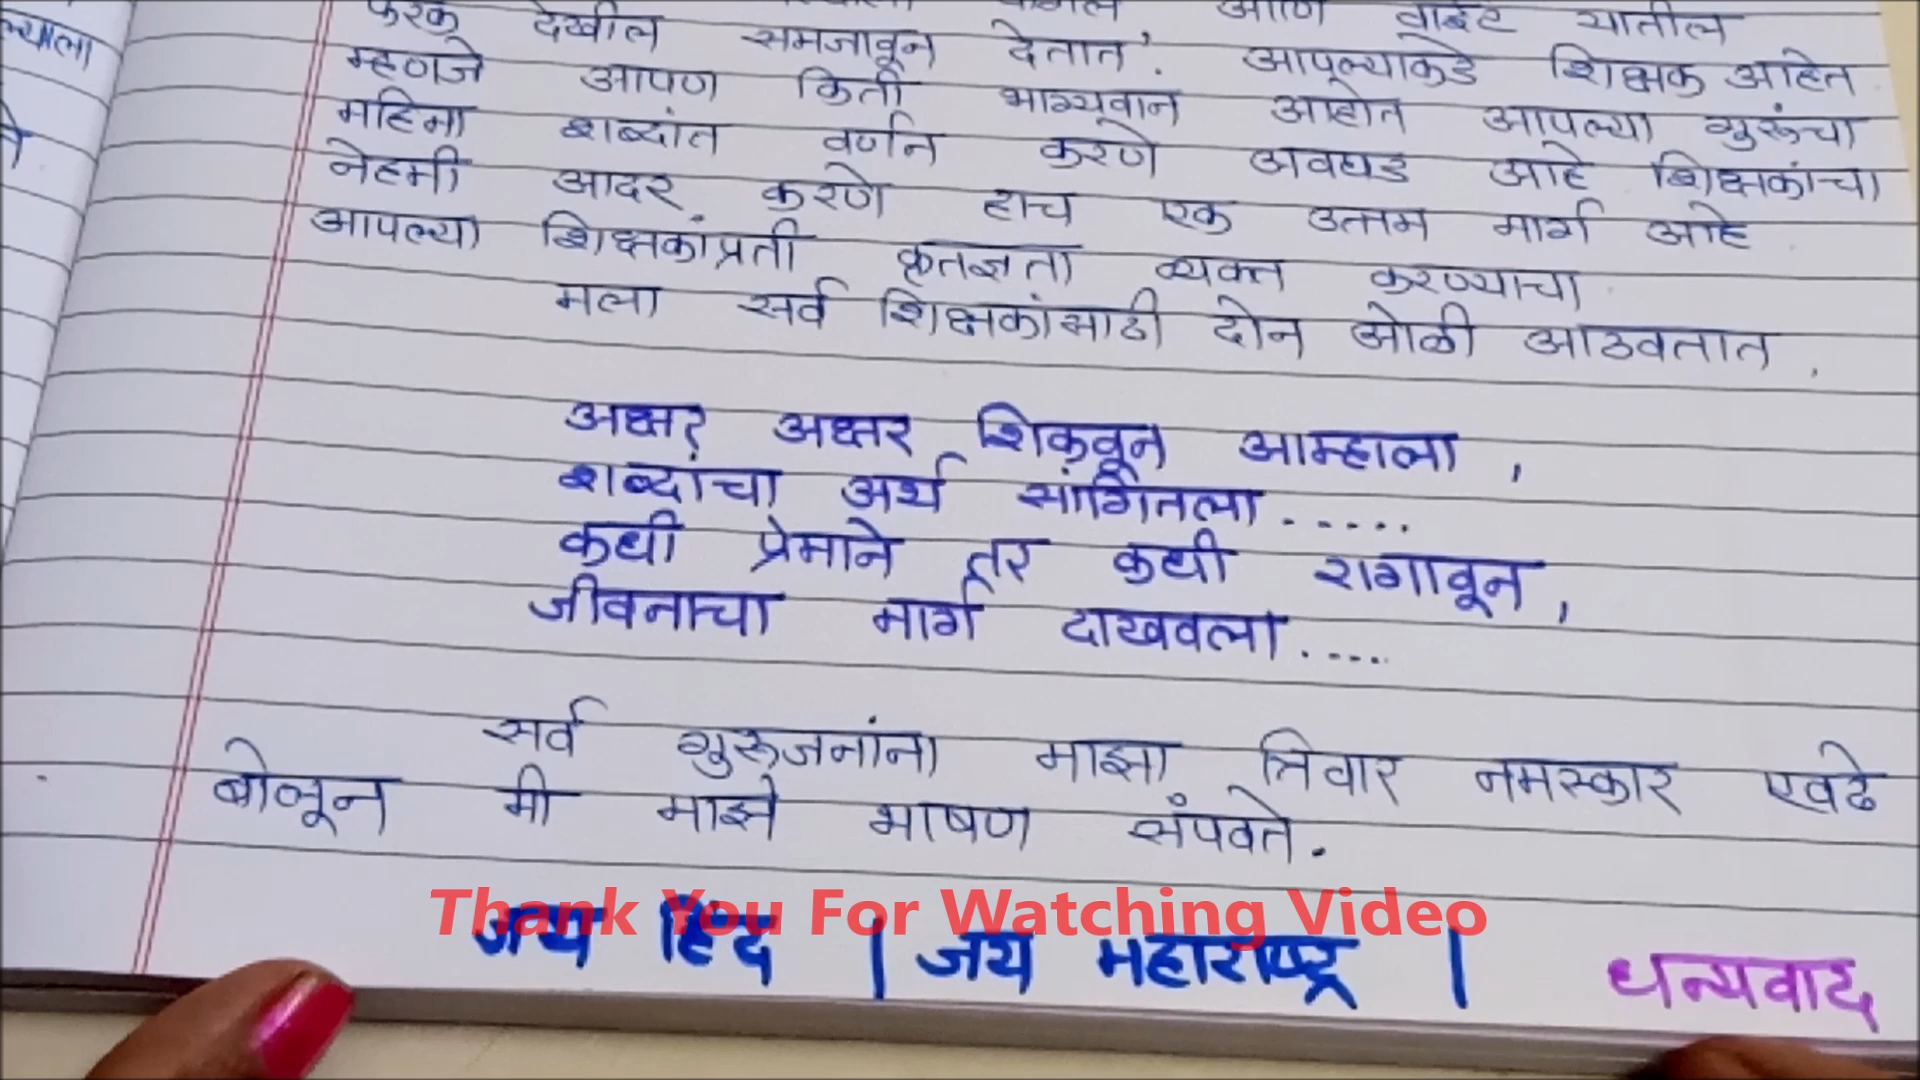 ल्याला
ते
फरक देखील समजावून देतात. आणि वाईट यातील
म्हणजे आपण किती भाग्यवान आहोत आपल्याकडे शिक्षक आहेत
महिमा शब्दांत वर्णन करणे अवघड आहे आपल्या गुरूंचा
नेहमी आदर करणे हाच एक उत्तम मार्ग आहे शिक्षकांचा
आपल्या शिक्षकांप्रती कृतज्ञता व्यक्त करण्याचा
मला सर्व शिक्षकांसाठी दोन ओळी आठवतात.
अक्षर अक्षर शिकवून आम्हाला,
शब्दांचा अर्थ सांगितला.....
कधी प्रेमाने तर कधी रागावून,
जीवनाचा मार्ग दाखवला.....
सर्व गुरुजनांना माझा त्रिवार नमस्कार एवढे
बोलून मी माझे भाषण संपवते.
Thank You For Watching Video
जय हिंद | जय महाराष्ट्र | धन्यवाद